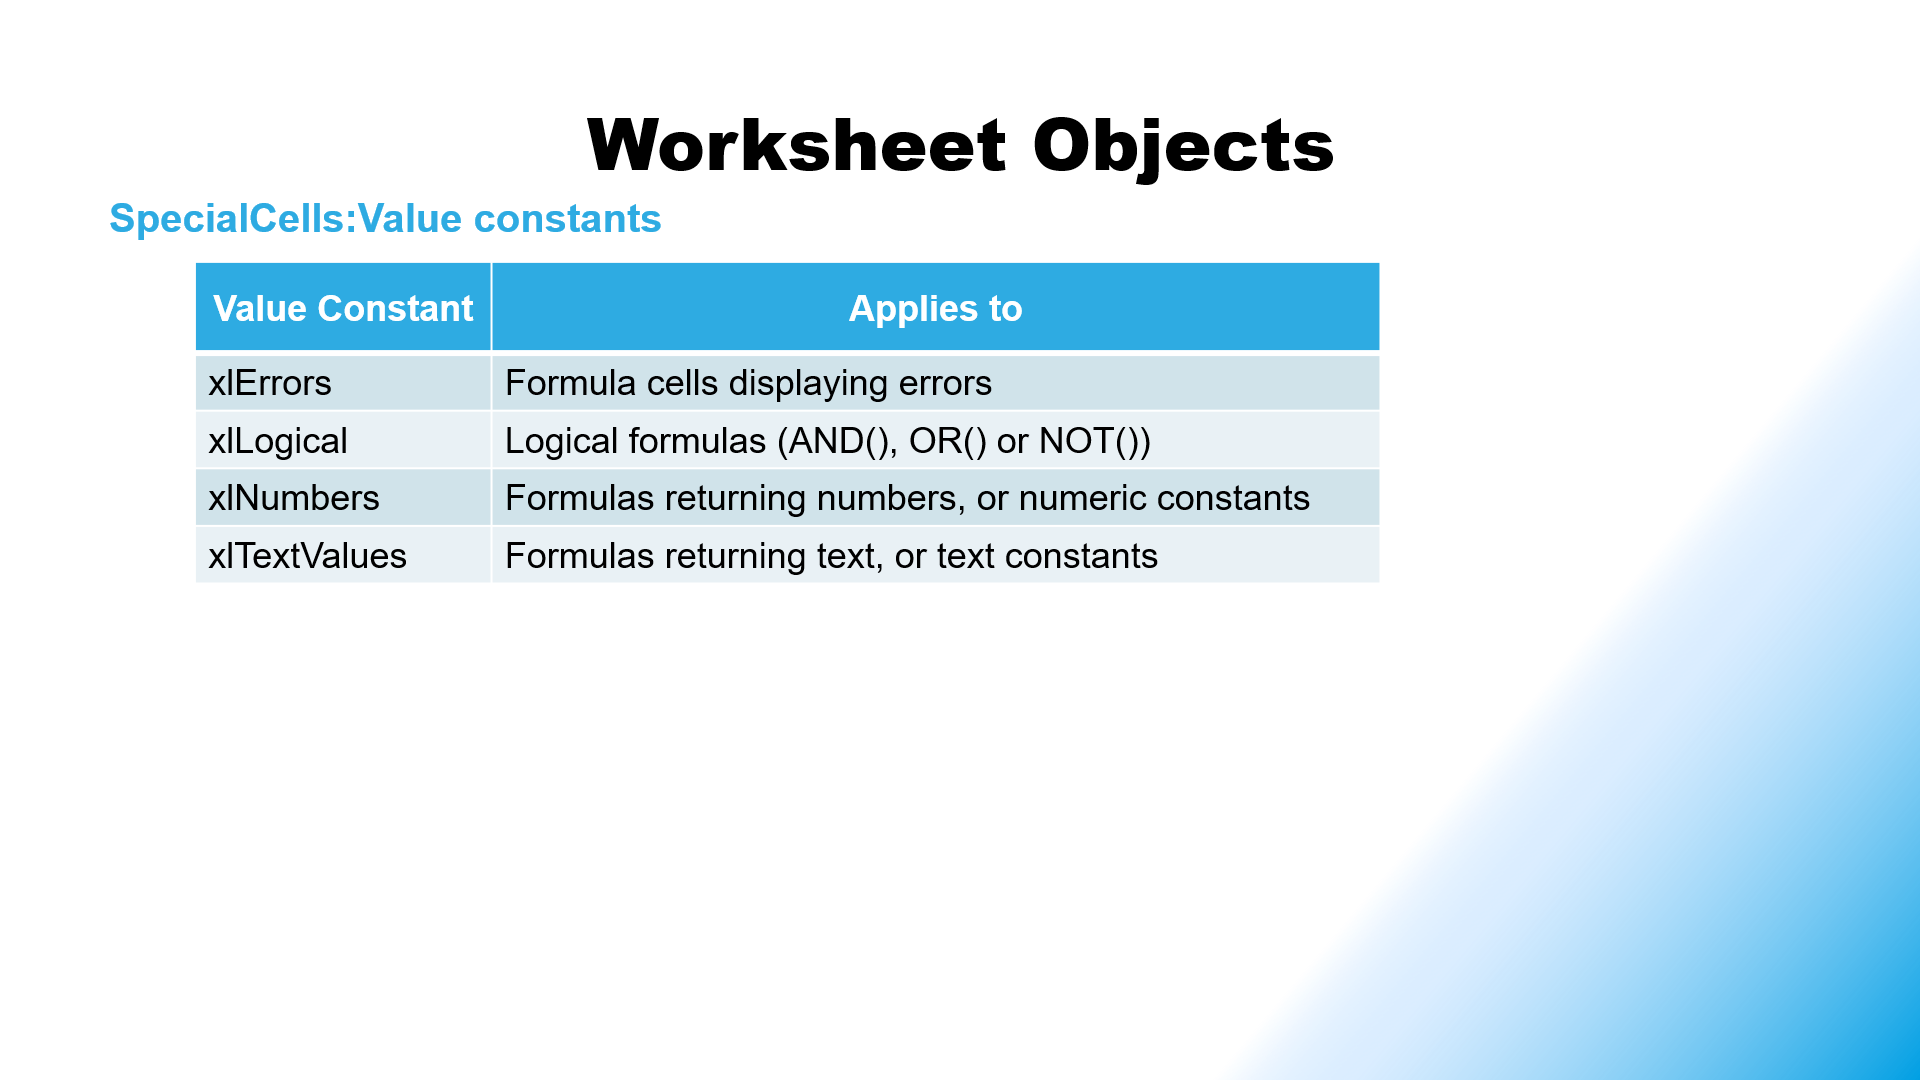 Worksheet Objects
SpecialCells:Value constants
Value Constant Applies to
xlErrors Formula cells displaying errors
xlLogical Logical formulas (AND(), OR() or NOT())
xlNumbers Formulas returning numbers, or numeric constants
xlTextValues Formulas returning text, or text constants